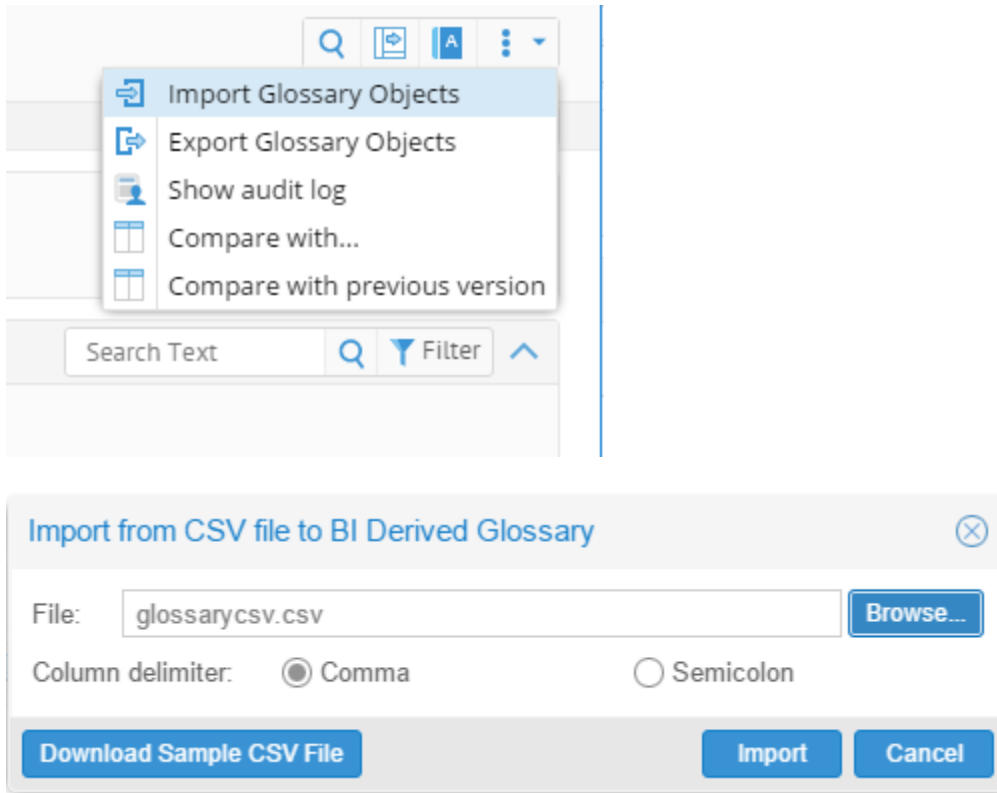 A
Import Glossary Objects
Export Glossary Objects
Show audit log
Compare with...
Compare with previous version
Search Text Filter
Import from CSV file to BI Derived Glossary
File: glossarycsv.csv Browse...
Column delimiter: Comma Semicolon
Download Sample CSV File Import Cancel